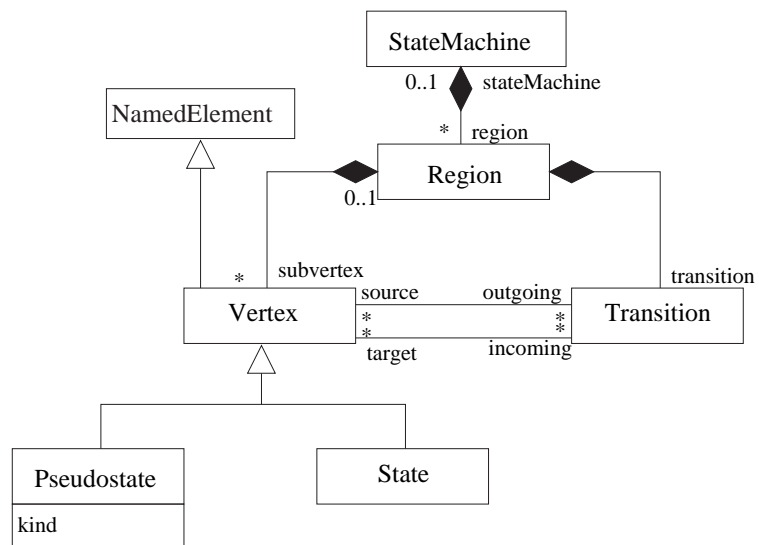 StateMachine
0..1
stateMachine
NamedElement
*
region
Region
0..1
*
subvertex
transition
source
outgoing
Vertex
*
*
Transition
*
*
target
incoming
Pseudostate
State
kind